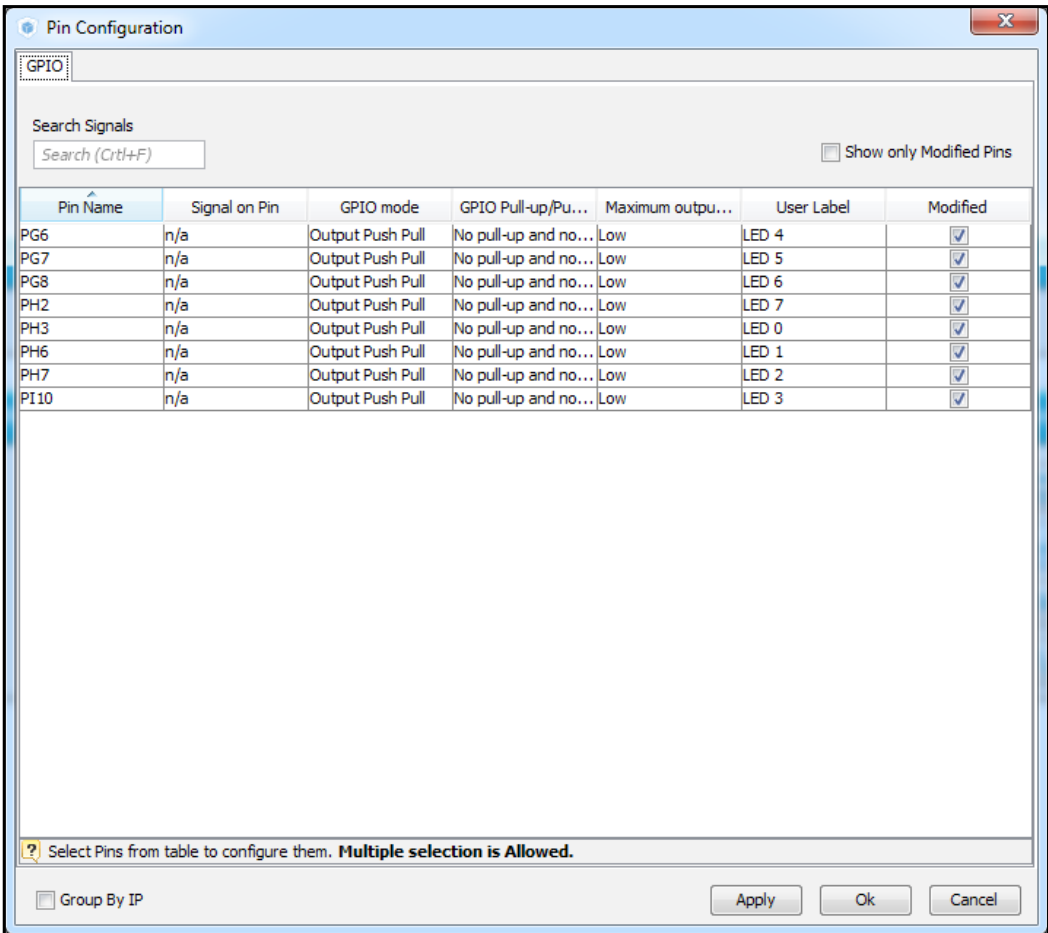 Pin Configuration
GPIO
Search Signals
Search (Crtl+F)
Show only Modified Pins
Pin Name Signal on Pin GPIO mode GPIO Pull-up/Pu... Maximum outpu... User Label Modified
PG6 n/a Output Push Pull No pull-up and no... Low LED 4
PG7 n/a Output Push Pull No pull-up and no... Low LED 5
PG8 n/a Output Push Pull No pull-up and no... Low LED 6
PH2 n/a Output Push Pull No pull-up and no... Low LED 7
PH3 n/a Output Push Pull No pull-up and no... Low LED 0
PH6 n/a Output Push Pull No pull-up and no... Low LED 1
PH7 n/a Output Push Pull No pull-up and no... Low LED 2
PI10 n/a Output Push Pull No pull-up and no... Low LED 3
? Select Pins from table to configure them. Multiple selection is Allowed.
Group By IP Apply Ok Cancel